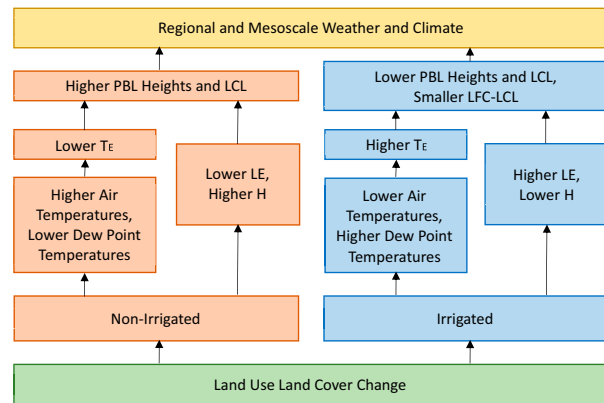 Regional and Mesoscale Weather and Climate
Higher PBL Heights and LCL
Lower PBL Heights and LCL,
Smaller LFC-LCL
Lower TE
Higher TE
Lower LE,
Higher H
Higher LE,
Lower H
Higher Air
Temperatures,
Lower Dew Point
Temperatures
Lower Air
Temperatures,
Higher Dew Point
Temperatures
Non-Irrigated
Irrigated
Land Use Land Cover Change